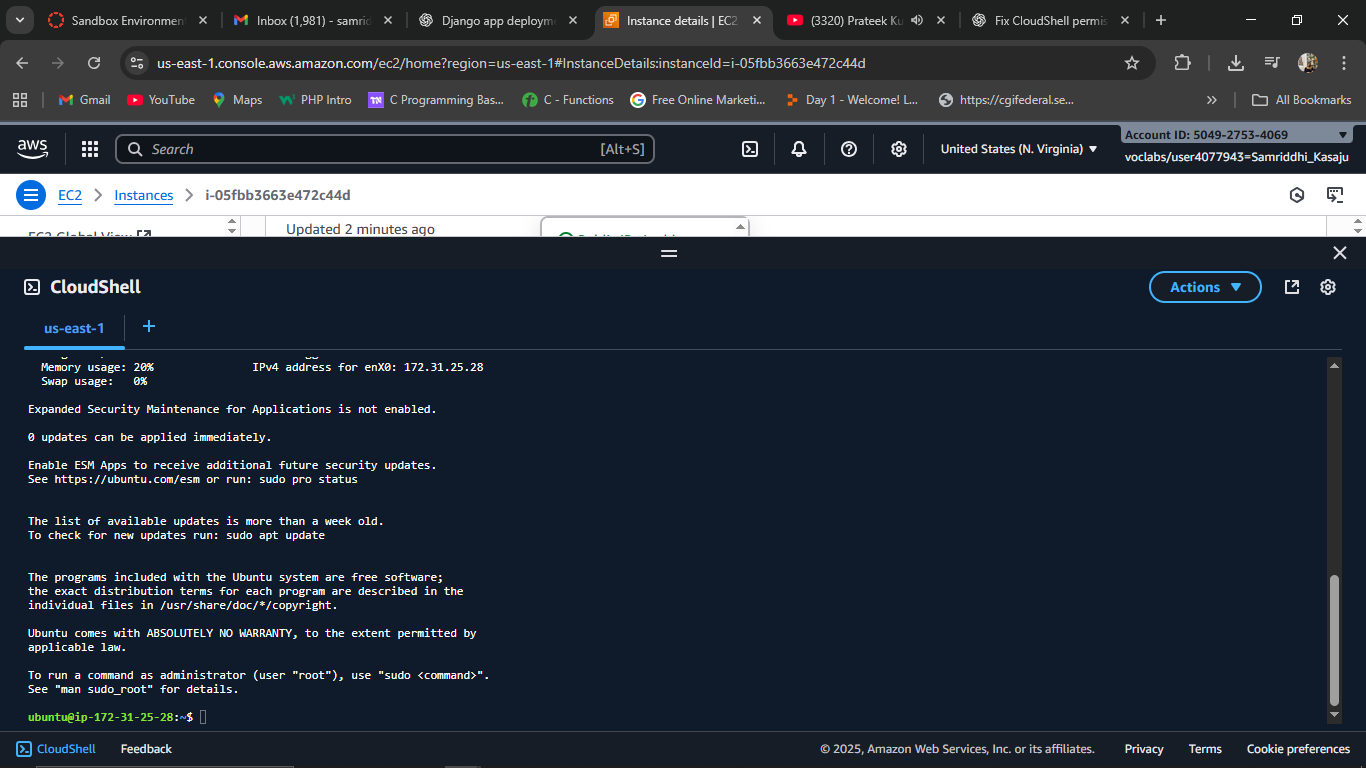 Sandbox Environmen
Inbox (1,981) - samrid
Django app deploym
Instance details | EC2
(3320) Prateek Ku
Fix CloudShell permis
us-east-1.console.aws.amazon.com/ec2/home?region=us-east-1#InstanceDetails:instanceId=i-05fbb3663e472c44d
Gmail
YouTube
Maps
PHP Intro
C Programming Bas...
C - Functions
Free Online Marketi...
Day 1 - Welcome! L...
https://cgifederal.se...
All Bookmarks
aws
Search
[Alt+S]
United States (N. Virginia)
Account ID: 5049-2753-4069
voclabs/user4077943=Samriddhi_Kasaju
EC2
Instances
i-05fbb3663e472c44d
EC2 Global View
Updated 2 minutes ago
CloudShell
Actions
us-east-1
Memory usage: 20% IPv4 address for enX0: 172.31.25.28
Swap usage: 0%
Expanded Security Maintenance for Applications is not enabled.
0 updates can be applied immediately.
Enable ESM Apps to receive additional future security updates.
See https://ubuntu.com/esm or run: sudo pro status
The list of available updates is more than a week old.
To check for new updates run: sudo apt update
The programs included with the Ubuntu system are free software;
the exact distribution terms for each program are described in the
individual files in /usr/share/doc/*/copyright.
Ubuntu comes with ABSOLUTELY NO WARRANTY, to the extent permitted by
applicable law.
To run a command as administrator (user "root"), use "sudo <command>".
See "man sudo_root" for details.
ubuntu@ip-172-31-25-28:~$
CloudShell
Feedback
© 2025, Amazon Web Services, Inc. or its affiliates.
Privacy
Terms
Cookie preferences